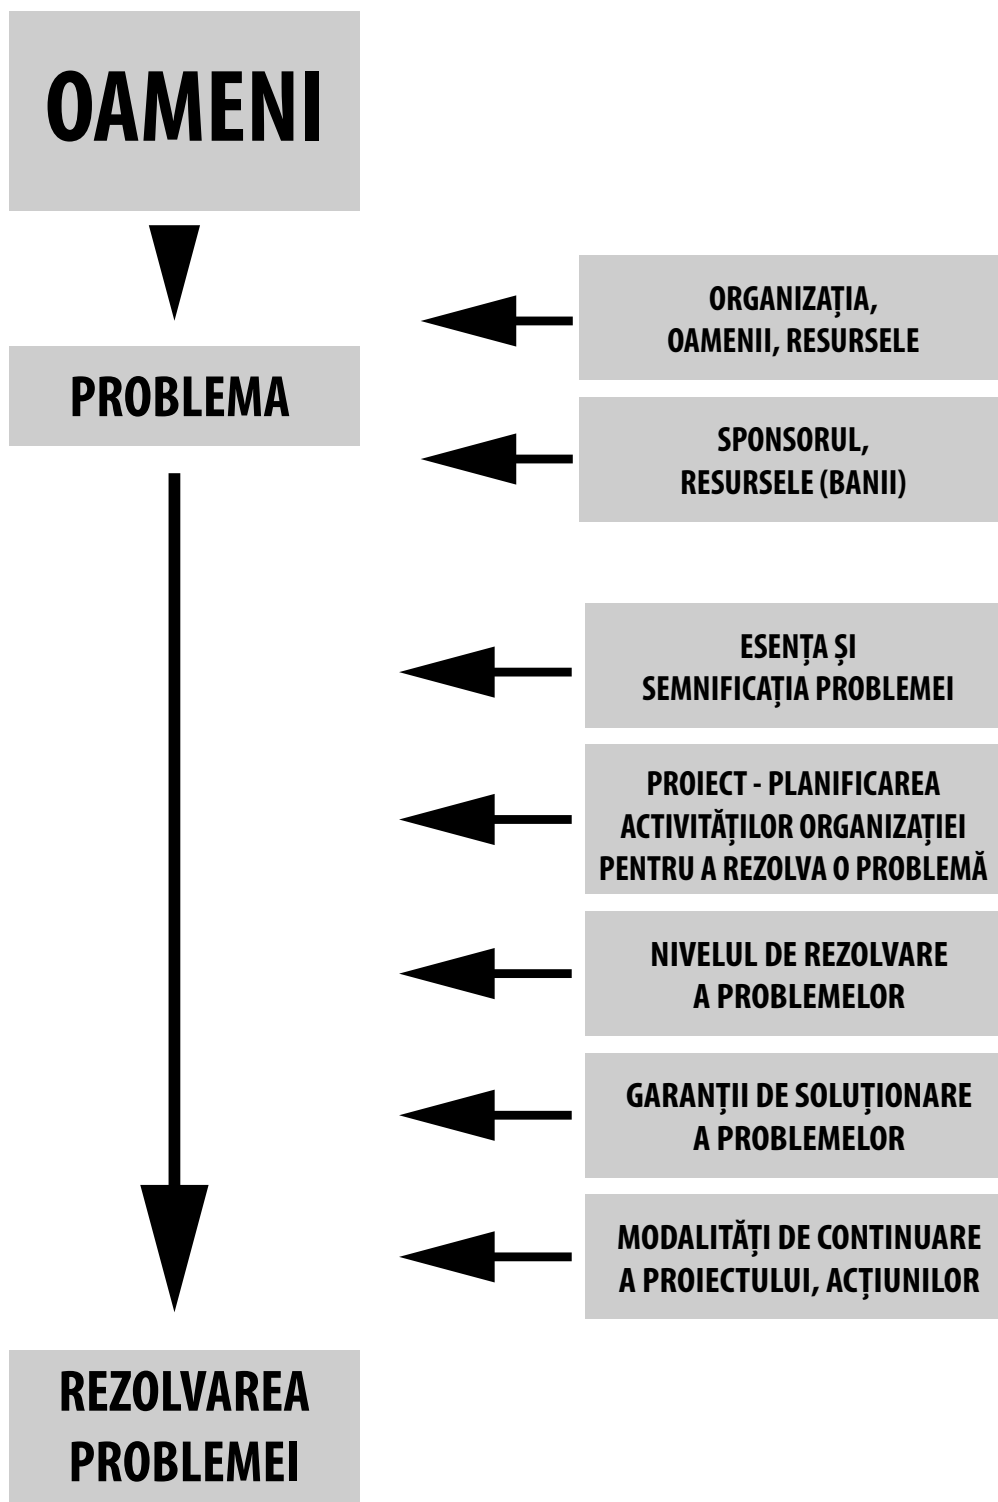 OAMENI
PROBLEMA
ORGANIZAȚIA,
OAMENII, RESURSELE
SPONSORUL,
RESURSELE (BANII)
ESENȚA ȘI
SEMNIFICAȚIA PROBLEMEI
PROIECT - PLANIFICAREA
ACTIVITĂȚILOR ORGANIZAȚIEI
PENTRU A REZOLVA O PROBLEMĂ
NIVELUL DE REZOLVARE
A PROBLEMELOR
GARANȚII DE SOLUȚIONARE
A PROBLEMELOR
MODALITĂȚI DE CONTINUARE
A PROIECTULUI, ACȚIUNILOR
REZOLVAREA
PROBLEMEI